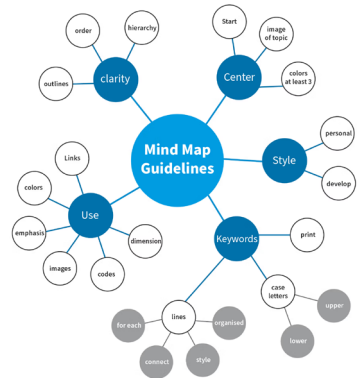 Mind Map
Guidelines
clarity
order
hierarchy
outlines
Center
Start
image
of topic
colors
at least 3
Style
personal
develop
Keywords
print
case
letters
upper
lower
lines
for each
connect
style
organised
Use
Links
colors
emphasis
images
codes
dimension